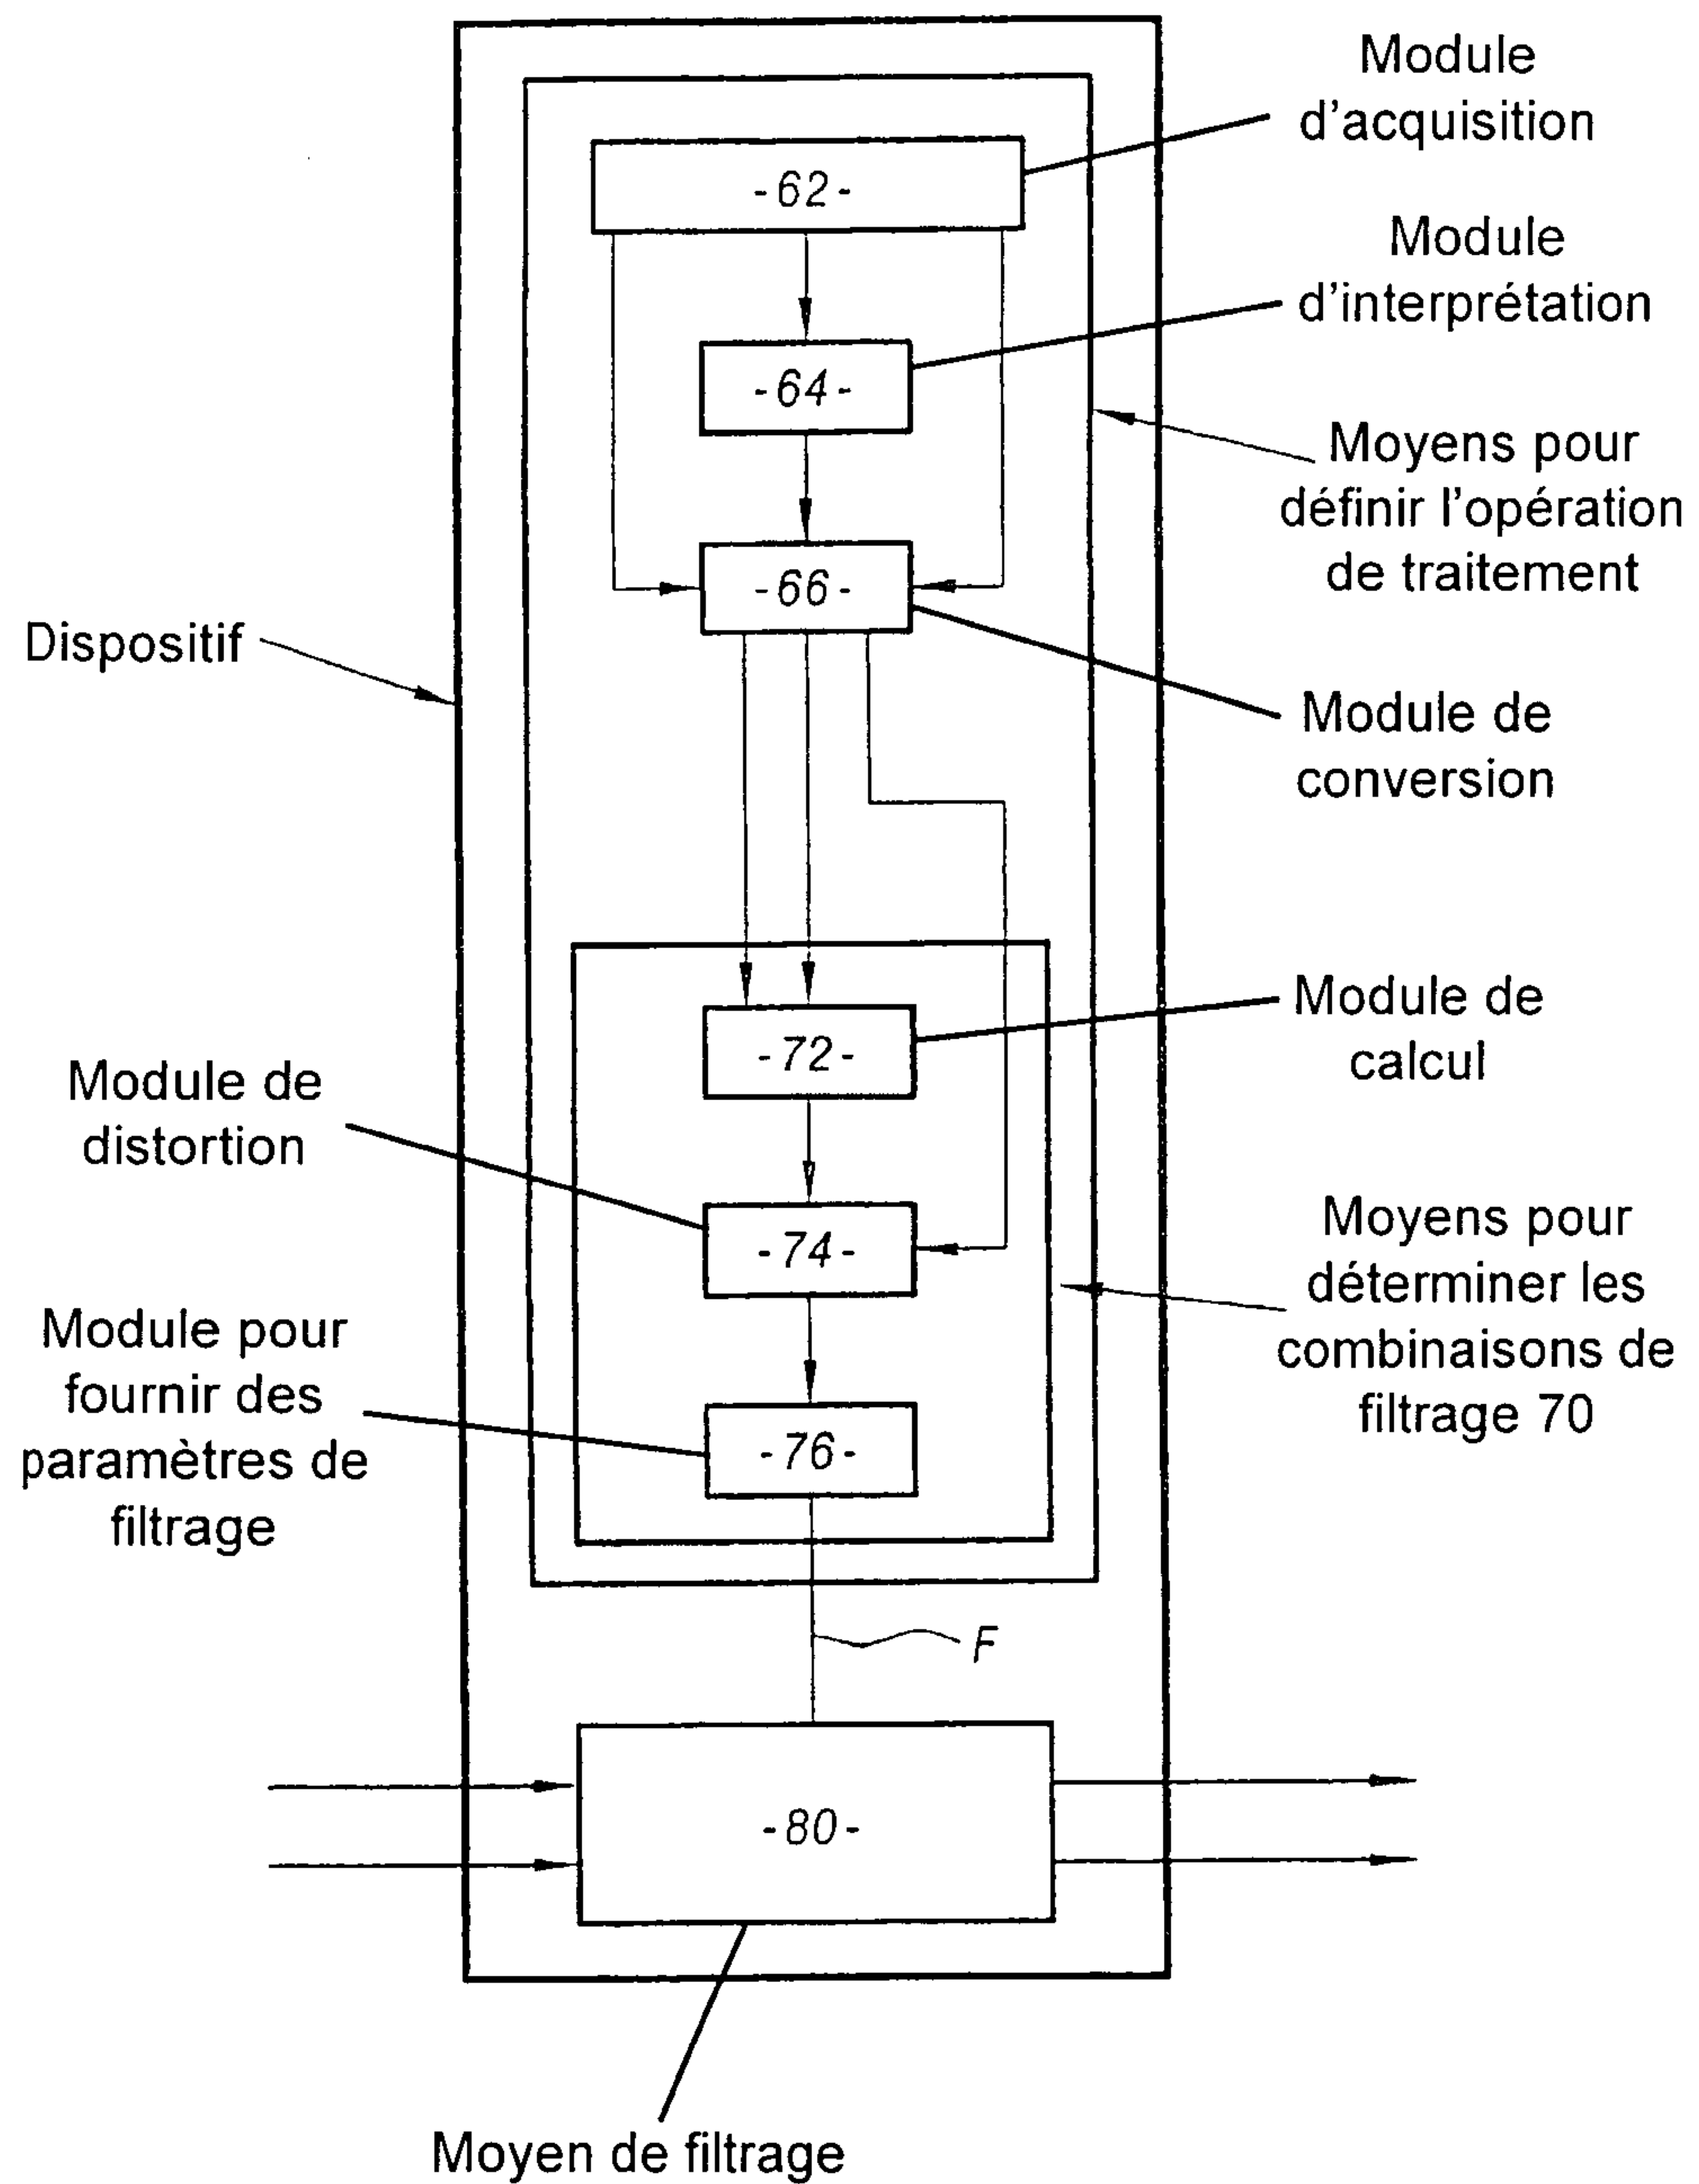 Module
d'acquisition
-62-
Module
d'interprétation
-64-
Moyens pour
définir l'opération
de traitement
-66-
Dispositif
Module de
conversion
Module de
calcul
-72-
Module de
distortion
-74-
Moyens pour
déterminer les
combinaisons de
filtrage 70
Module pour
fournir des
paramètres de
filtrage
-76-
F
-80-
Moyen de filtrage